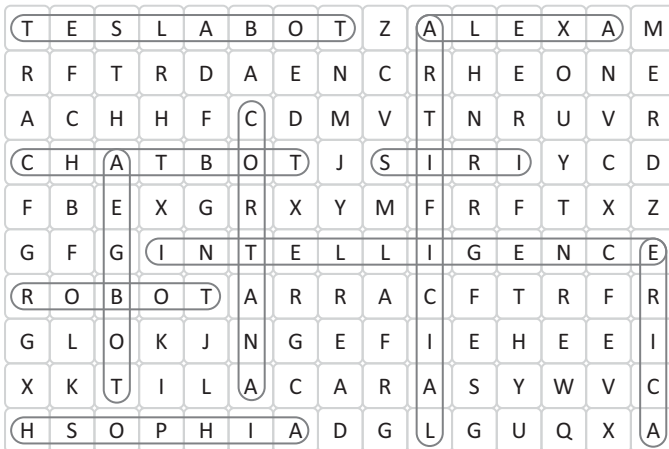 T E S L A B O T Z A L E X A M
R F T R D A E N C R H E O N E
A C H H F C D M V T N R U V R
C H A T B O T J S I R I Y C D
F B E X G R X Y M F R F T X Z
G F G I N T E L L I G E N C E
R O B O T A R R A C F T R F R
G L O K J N G E F I E H E E I
X K T I L A C A R A S Y W V C
H S O P H I A D G L G U Q X A